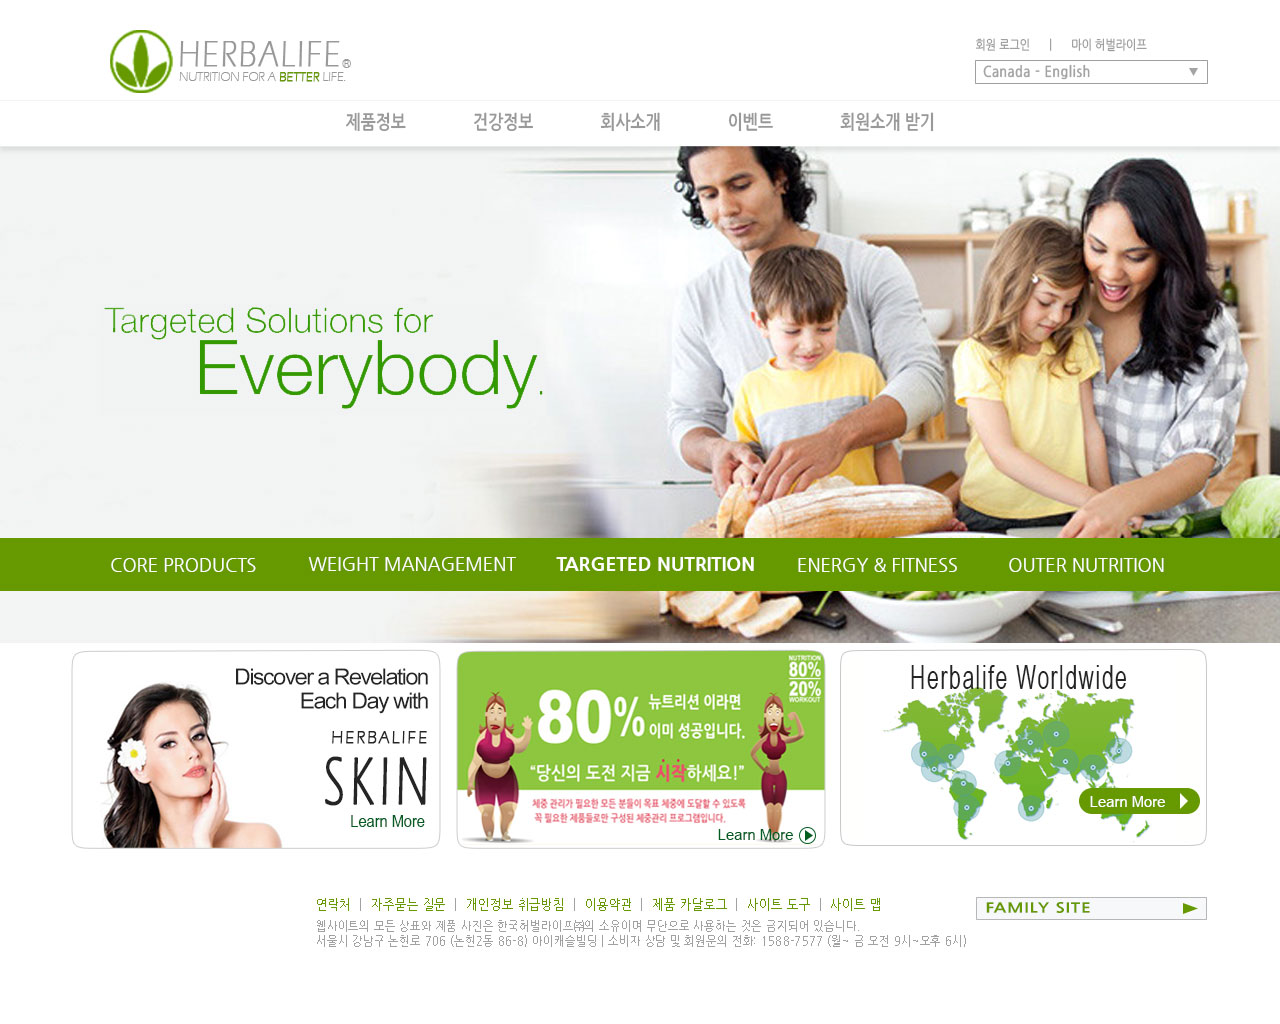 HERBALIFE®
NUTRITION FOR A BETTER LIFE.
회원 로그인 | 마이 허벌라이프
Canada - English
제품정보 건강정보 회사소개 이벤트 회원소개 받기
Targeted Solutions for
Everybody.
CORE PRODUCTS WEIGHT MANAGEMENT TARGETED NUTRITION ENERGY & FITNESS OUTER NUTRITION
Discover a Revelation
Each Day with
HERBALIFE
SKIN
Learn More
NUTRITION
80%
20%
WORKOUT
80% 뉴트리션 이라면
이미 성공입니다.
“당신의 도전 지금 시작하세요!”
체중 관리가 필요한 모든 분들이 목표 체중에 도달할 수 있도록
꼭 필요한 제품들로만 구성된 체중관리 프로그램입니다.
Learn More
Herbalife Worldwide
Learn More
연락처 | 자주묻는 질문 | 개인정보 취급방침 | 이용약관 | 제품 카달로그 | 사이트 도구 | 사이트 맵
웹사이트의 모든 상표와 제품 사진은 한국허벌라이프㈜의 소유이며 무단으로 사용하는 것은 금지되어 있습니다.
서울시 강남구 논현로 706 (논현2동 86-8) 아이캐슬빌딩 | 소비자 상담 및 회원문의 전화: 1588-7577 (월~ 금 오전 9시~오후 6시)
FAMILY SITE